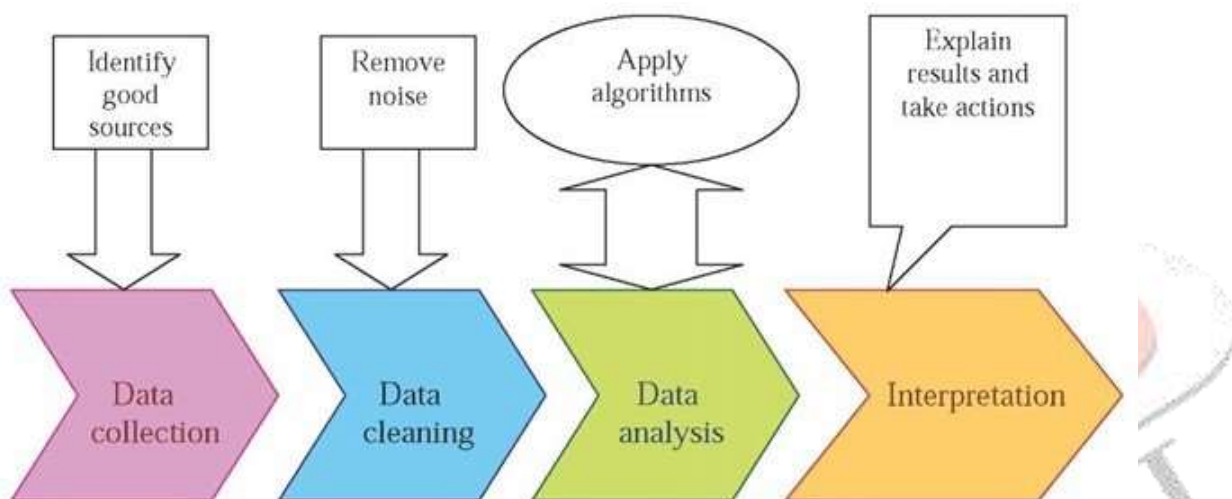 Identify
good
sources
Remove
noise
Apply
algorithms
Explain
results and
take actions
Data
collection
Data
cleaning
Data
analysis
Interpretation